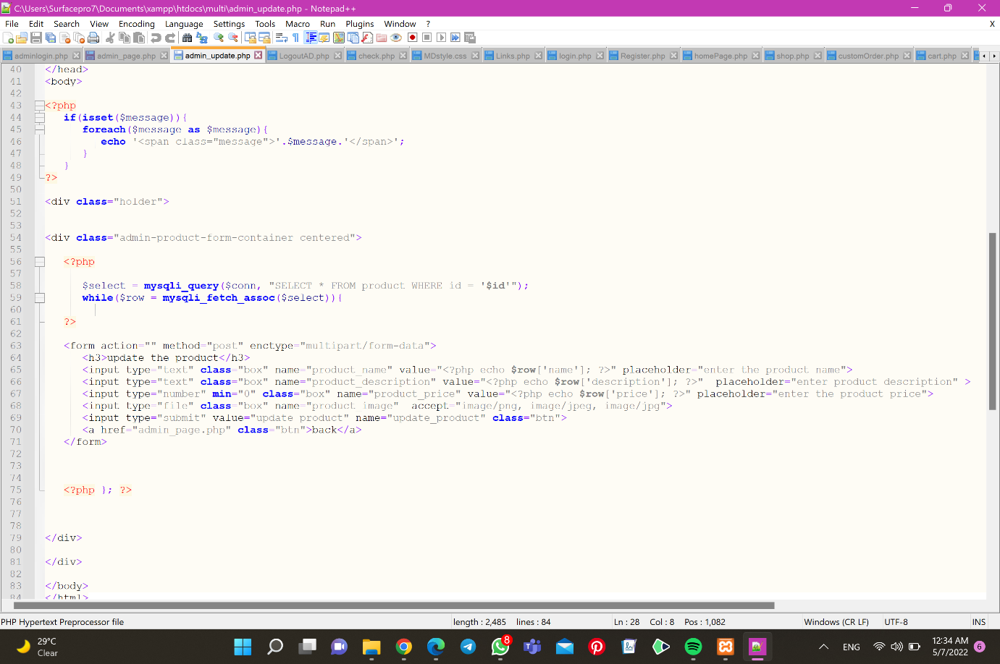 C:\Users\Surfacepro7\Documents\xampp\htdocs\multi\admin_update.php - Notepad++
File Edit Search View Encoding Language Settings Tools Macro Run Plugins Window ? X
adminlogin.php admin_page.php admin_update.php LogoutAD.php check.php MDstyle.css Links.php login.php Register.php homePage.php shop.php customOrder.php cart.php
40 </head>
41 <body>
42
43 <?php
44 if(isset($message)){
45 foreach($message as $message){
46 echo '<span class="message">'.$message.'</span>';
47 }
48 }
49 ?>
50
51 <div class="holder">
52
53
54 <div class="admin-product-form-container centered">
55
56 <?php
57
58 $select = mysqli_query($conn, "SELECT * FROM product WHERE id = '$id'");
59 while($row = mysqli_fetch_assoc($select)){
60
61 ?>
62
63 <form action="" method="post" enctype="multipart/form-data">
64 <h3>update the product</h3>
65 <input type="text" class="box" name="product_name" value="<?php echo $row['name']; ?>" placeholder="enter the product name">
66 <input type="text" class="box" name="product_description" value="<?php echo $row['description']; ?>"  placeholder="enter product description" >
67 <input type="number" min="0" class="box" name="product_price" value="<?php echo $row['price']; ?>" placeholder="enter the product price">
68 <input type="file" class="box" name="product_image"  accept="image/png, image/jpeg, image/jpg">
69 <input type="submit" value="update product" name="update_product" class="btn">
70 <a href="admin_page.php" class="btn">back</a>
71 </form>
72
73
74
75 <?php }; ?>
76
77
78
79 </div>
80
81 </div>
82
83 </body>
84 </html>
PHP Hypertext Preprocessor file length : 2,485 lines : 84 Ln : 28 Col : 8 Pos : 1,082 Windows (CR LF) UTF-8 INS
29°C
Clear
8
ENG
12:34 AM
5/7/2022
6